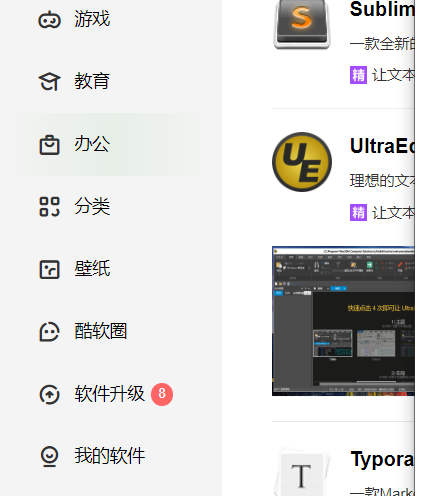 游戏
教育
办公
分类
壁纸
酷软圈
软件升级 8
我的软件
Sublim
一款全新的
精 让文本
UE
UltraEd
理想的文本
精 让文本
快速点击 4 次即可让 Ultra
T
Typora
一款Mark